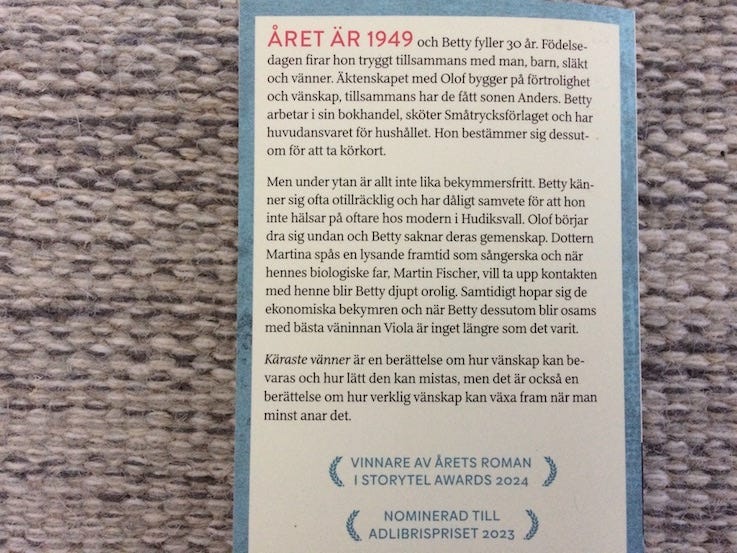 ÅRET ÄR 1949 och Betty fyller 30 år. Födelse-
dagen firar hon tryggt tillsammans med man, barn, släkt
och vänner. Äktenskapet med Olof bygger på förtrolighet
och vänskap, tillsammans har de fått sonen Anders. Betty
arbetar i sin bokhandel, sköter Småtrycksförlaget och har
huvudansvaret för hushållet. Hon bestämmer sig dessut-
om för att ta körkort.
Men under ytan är allt inte lika bekymmersfritt. Betty kän-
ner sig ofta otillräcklig och har dåligt samvete för att hon
inte hälsar på oftare hos modern i Hudiksvall. Olof börjar
dra sig undan och Betty saknar deras gemenskap. Dottern
Martina spås en lysande framtid som sångerska och när
hennes biologiske far, Martin Fischer, vill ta upp kontakten
med henne blir Betty djupt orolig. Samtidigt hopar sig de
ekonomiska bekymren och när Betty dessutom blir osams
med bästa väninnan Viola är inget längre som det varit.
Käraste vänner är en berättelse om hur vänskap kan be-
varas och hur lätt den kan mistas, men det är också en
berättelse om hur verklig vänskap kan växa fram när man
minst anar det.
VINNARE AV ÅRETS ROMAN
I STORYTEL AWARDS 2024
NOMINERAD TILL
ADLIBRISPRISET 2023